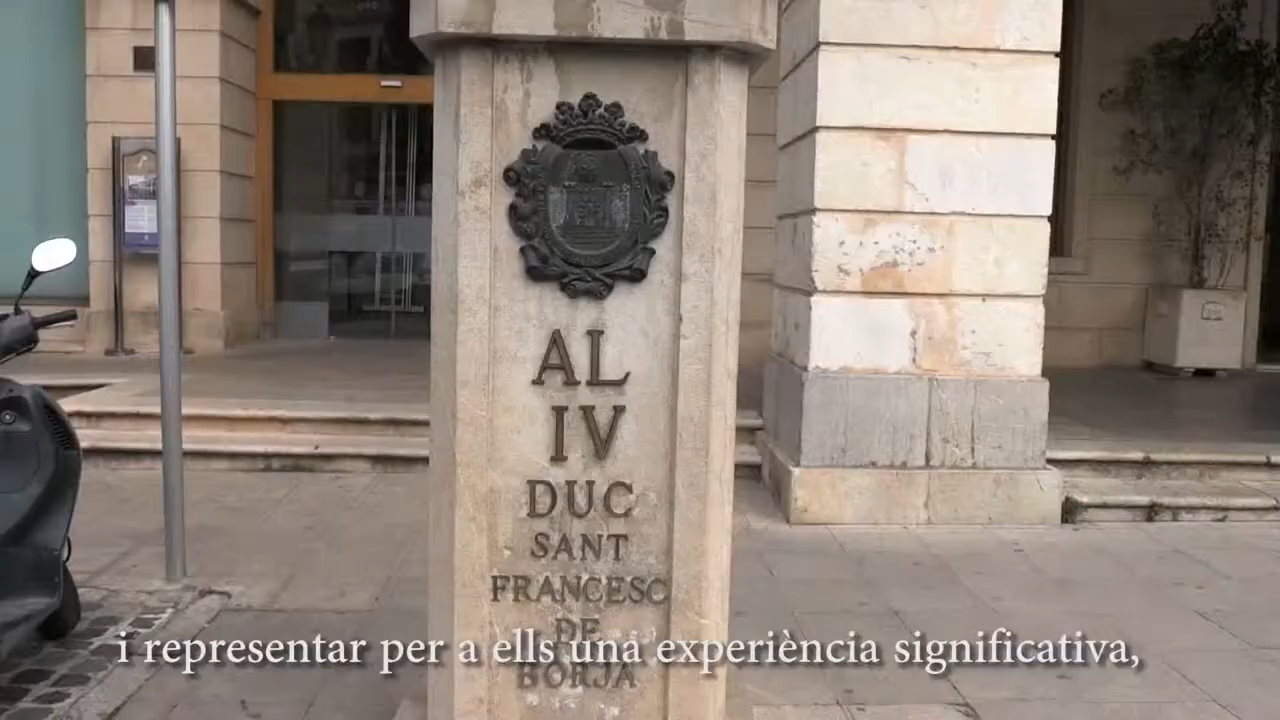 AL
IV
DUC
SANT
FRANCESC
DE
BORJA
i representar per a ells una experiència significativa,